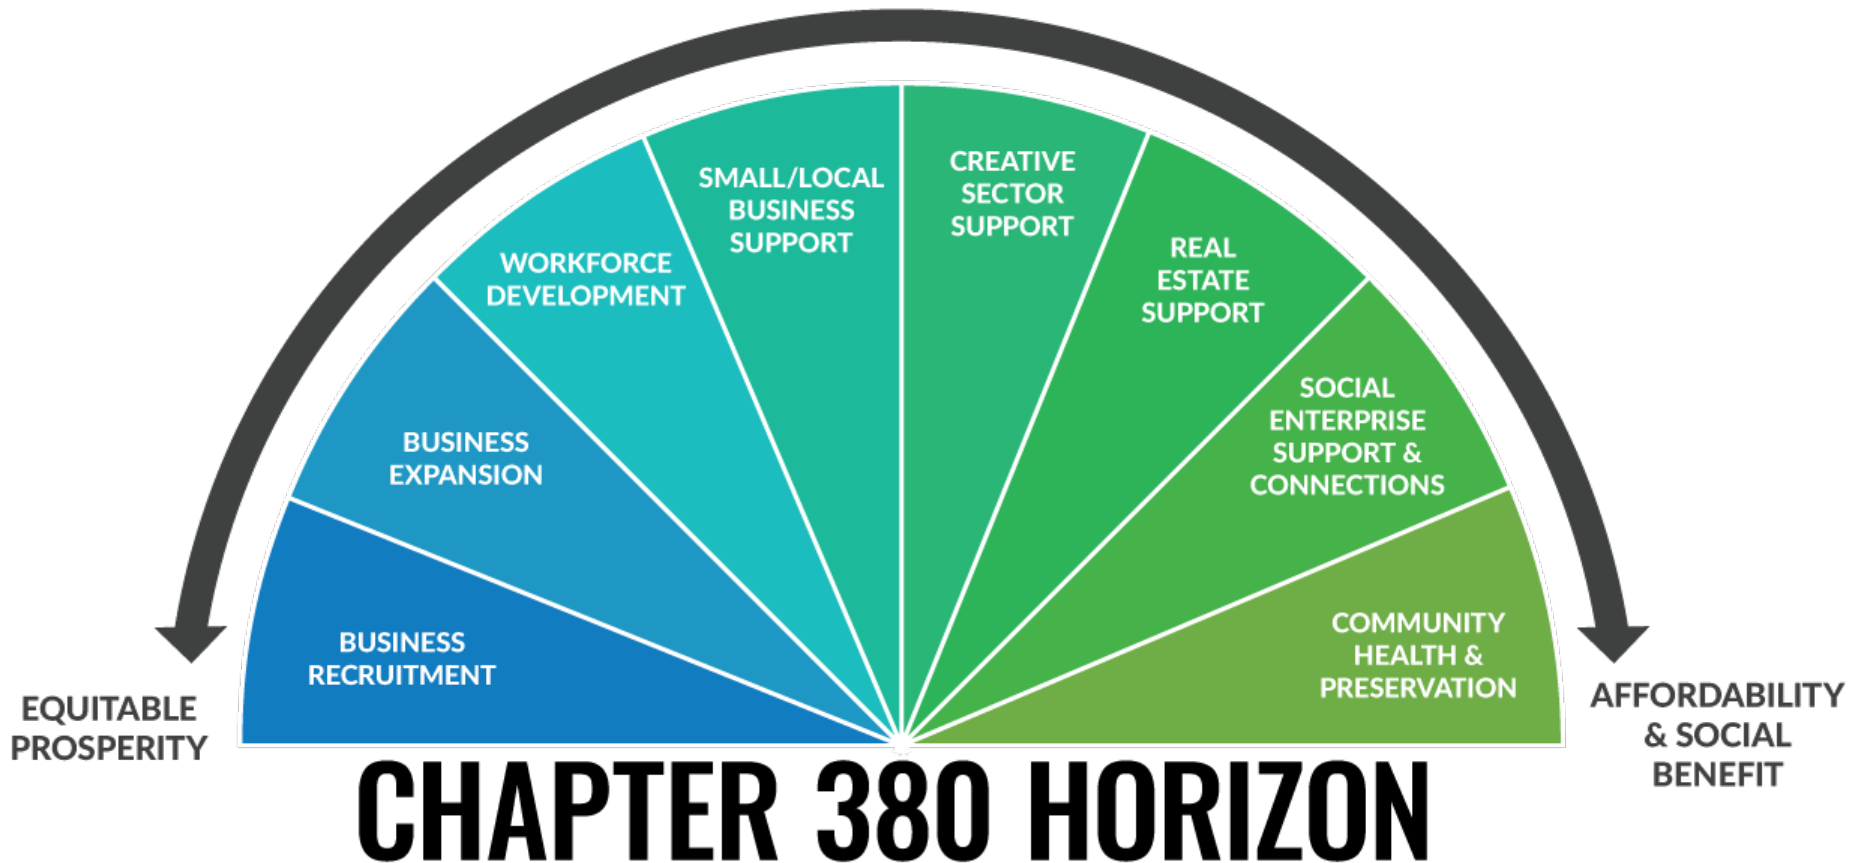 SMALL/LOCAL
BUSINESS
SUPPORT
CREATIVE
SECTOR
SUPPORT
WORKFORCE
DEVELOPMENT
REAL
ESTATE
SUPPORT
BUSINESS
EXPANSION
SOCIAL
ENTERPRISE
SUPPORT &
CONNECTIONS
BUSINESS
RECRUITMENT
COMMUNITY
HEALTH &
PRESERVATION
EQUITABLE
PROSPERITY
AFFORDABILITY
& SOCIAL
BENEFIT
CHAPTER 380 HORIZON